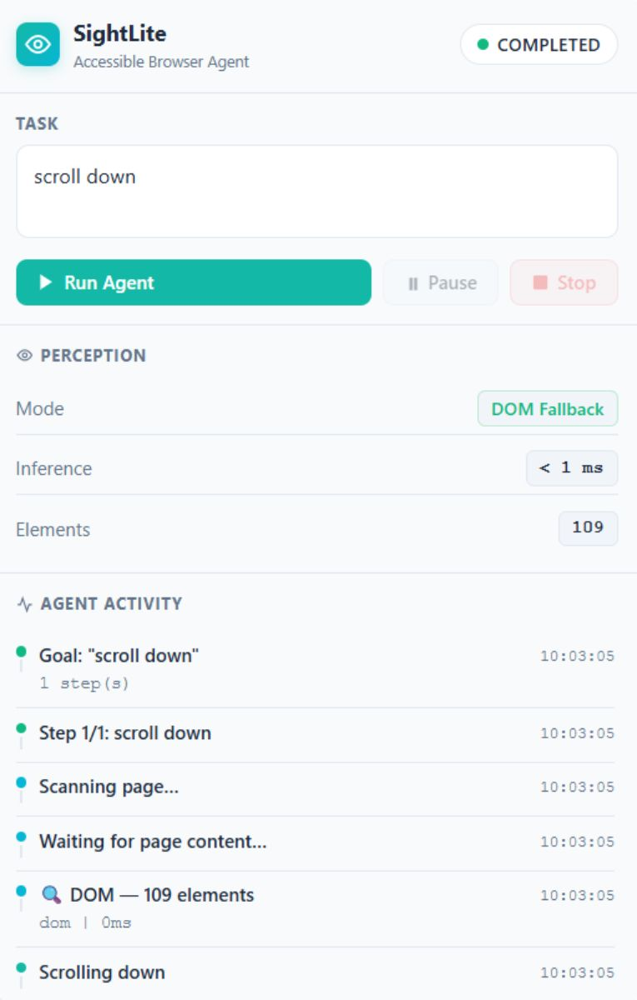 SightLite
Accessible Browser Agent
COMPLETED
TASK
scroll down
Run Agent
Pause
Stop
PERCEPTION
Mode
DOM Fallback
Inference
< 1 ms
Elements
109
AGENT ACTIVITY
Goal: "scroll down" 10:03:05
1 step(s)
Step 1/1: scroll down 10:03:05
Scanning page... 10:03:05
Waiting for page content... 10:03:05
DOM — 109 elements 10:03:05
dom | 0ms
Scrolling down 10:03:05